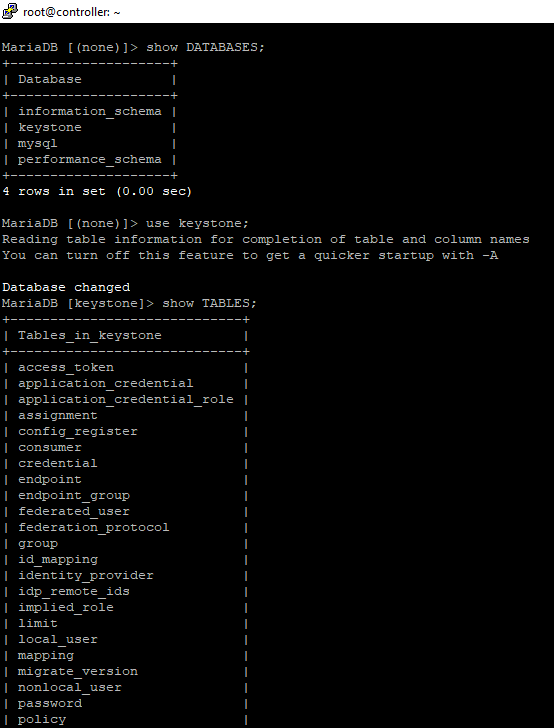 root@controller: ~
MariaDB [(none)]> show DATABASES;
+--------------------+
| Database           |
+--------------------+
| information_schema |
| keystone           |
| mysql              |
| performance_schema |
+--------------------+
4 rows in set (0.00 sec)
MariaDB [(none)]> use keystone;
Reading table information for completion of table and column names
You can turn off this feature to get a quicker startup with -A
Database changed
MariaDB [keystone]> show TABLES;
+-----------------------------+
| Tables_in_keystone          |
+-----------------------------+
| access_token                |
| application_credential      |
| application_credential_role |
| assignment                  |
| config_register             |
| consumer                    |
| credential                  |
| endpoint                    |
| endpoint_group              |
| federated_user              |
| federation_protocol         |
| group                       |
| id_mapping                  |
| identity_provider           |
| idp_remote_ids              |
| implied_role                |
| limit                       |
| local_user                  |
| mapping                     |
| migrate_version             |
| nonlocal_user               |
| password                    |
| policy                      |